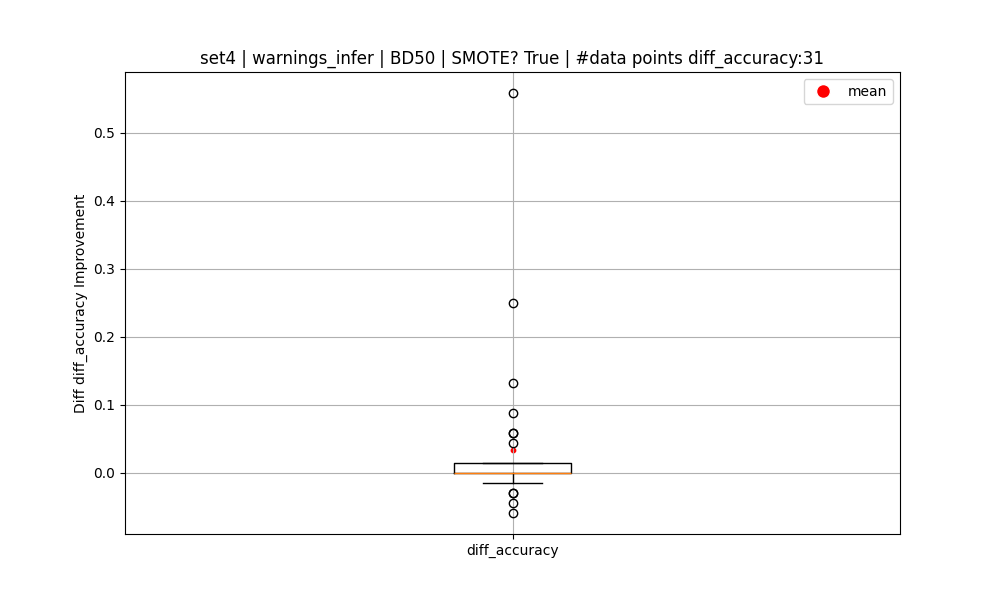 set4 | warnings_infer | BD50 | SMOTE? True | #data points diff_accuracy:31
mean
Diff diff_accuracy Improvement
0.5
0.4
0.3
0.2
0.1
0.0
diff_accuracy